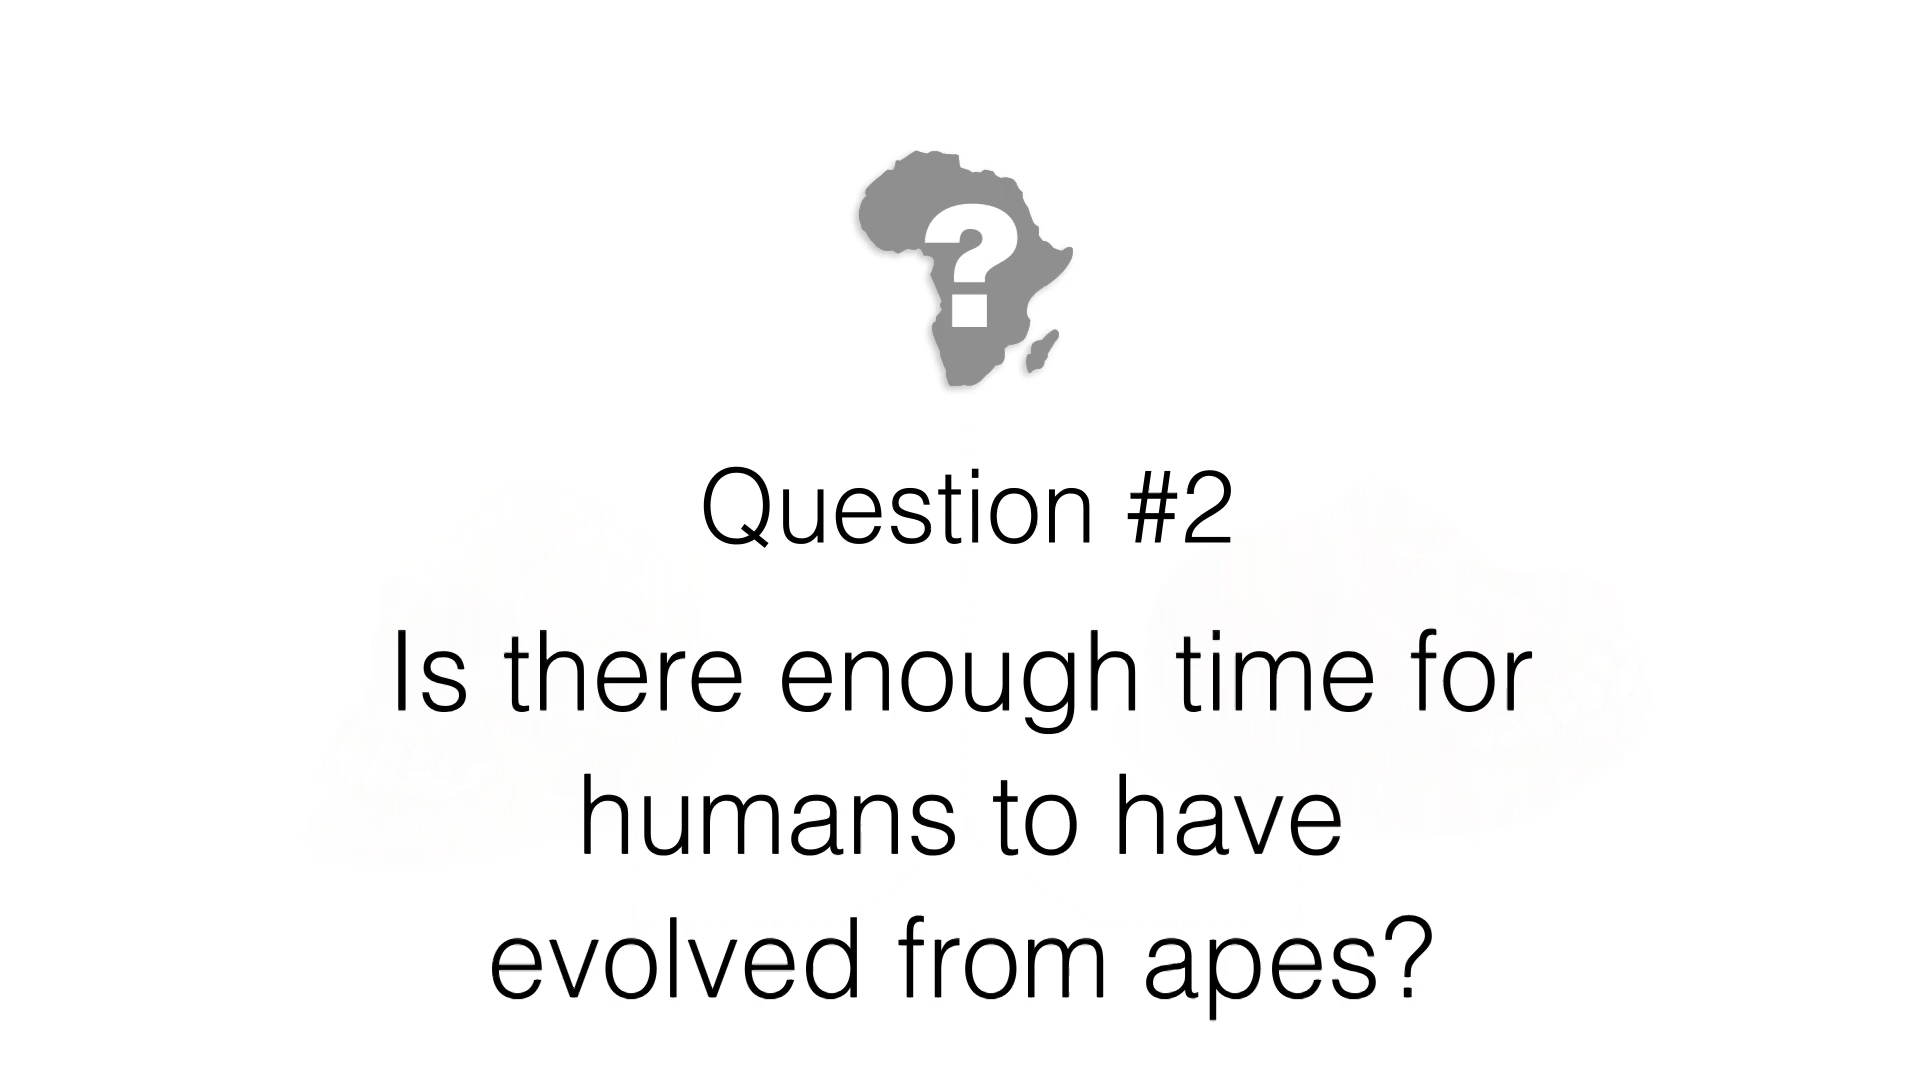 ?
Question #2
Is there enough time for
humans to have
evolved from apes?